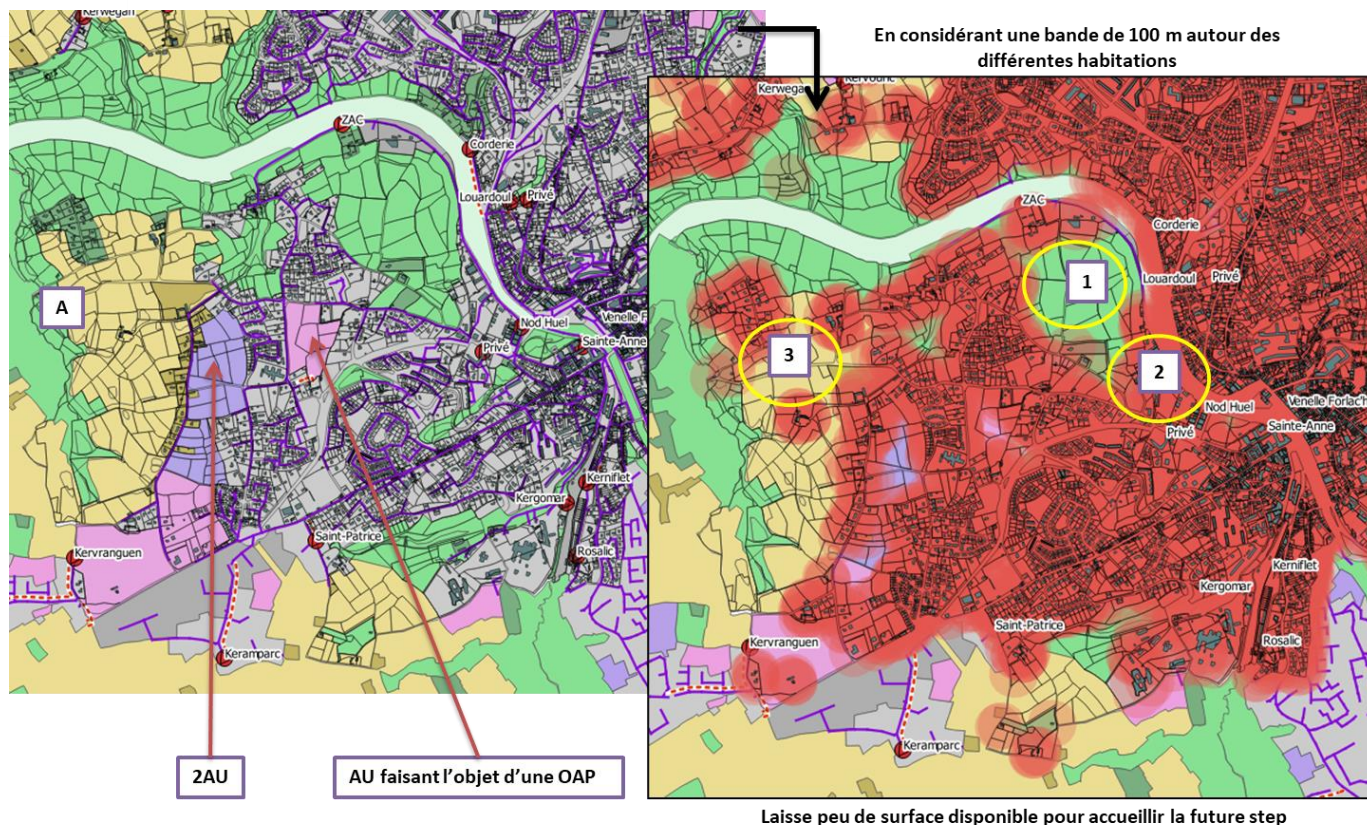 En considérant une bande de 100 m autour des
différentes habitations
Kerwegan
ZAC
Corderie
Louardoul
Privé
A
Nod Huel
Privé
Venelle F
Sainte-Anne
Kergomar
Kerniflet
Saint-Patrice
Rosalic
Kervranguen
Keramparc
2AU
AU faisant l'objet d'une OAP
Kerwegan
Kervouric
ZAC
Corderie
1
Louardoul
Privé
3
2
Nod Huel
Venelle Forlac'h
Privé
Sainte-Anne
Kerniflet
Kergomar
Saint-Patrice
Rosalic
Kervranguen
Keramparc
Laisse peu de surface disponible pour accueillir la future step